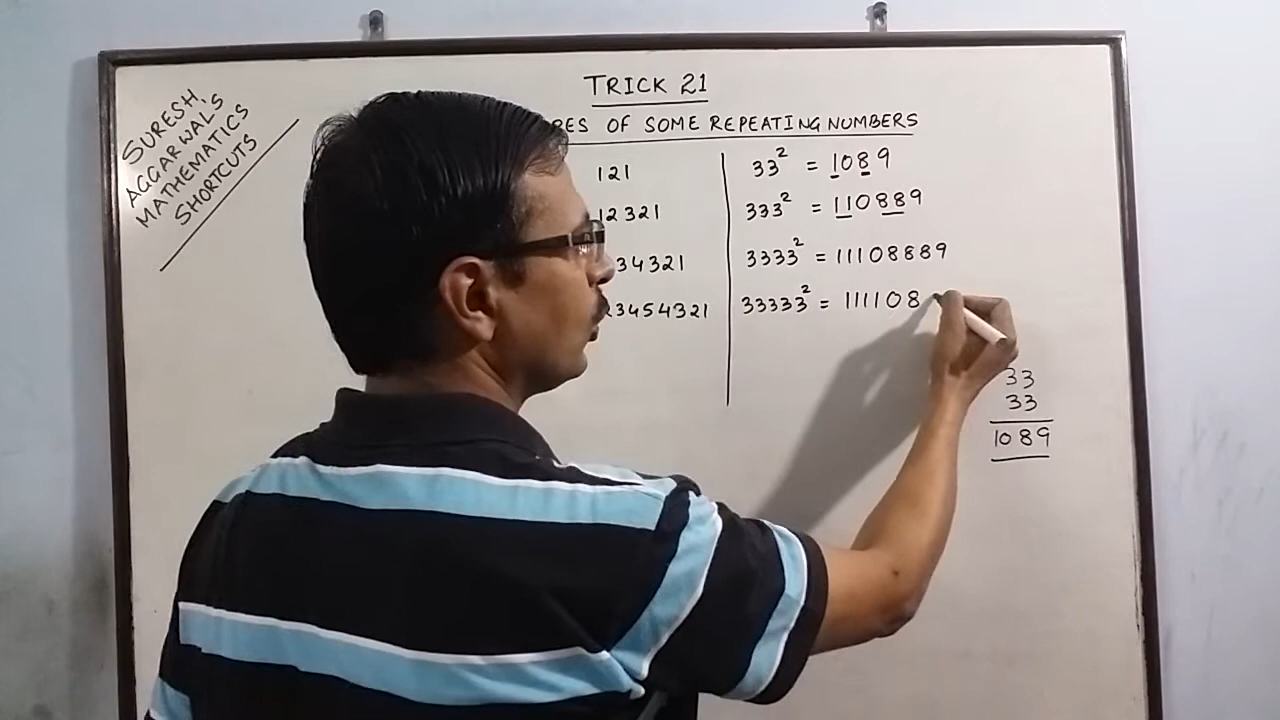 SURESH
AGGARWAL'S
MATHEMATICS
SHORTCUTS
TRICK 21
OF SOME REPEATING NUMBERS
121
12321
34321
3454321
33² = 1089
333² = 110889
3333² = 11108889
33333² = 111108
33
33
1089